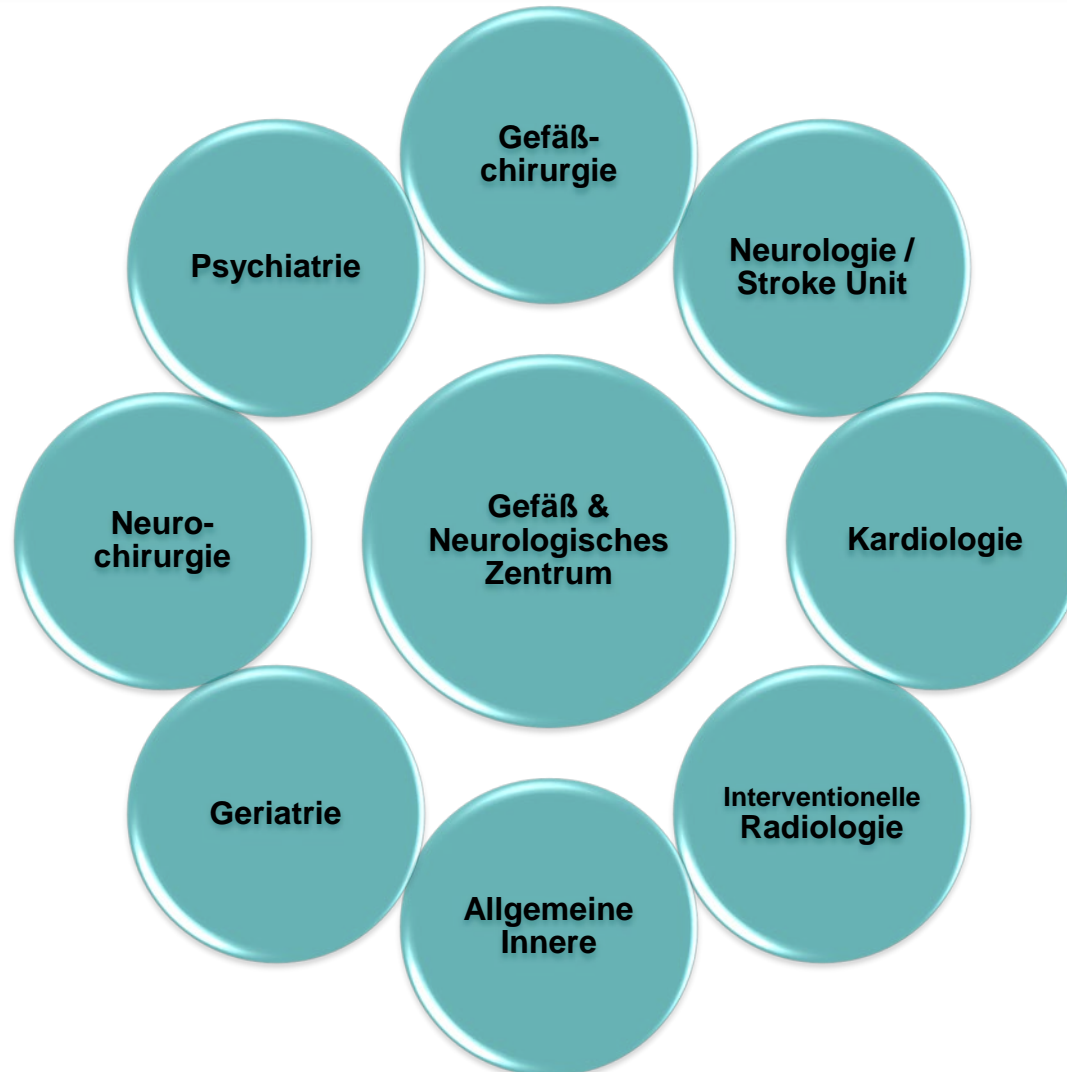 Gefäß-
chirurgie
Neurologie /
Stroke Unit
Kardiologie
Interventionelle
Radiologie
Allgemeine
Innere
Geriatrie
Neuro-
chirurgie
Psychiatrie
Gefäß &
Neurologisches
Zentrum